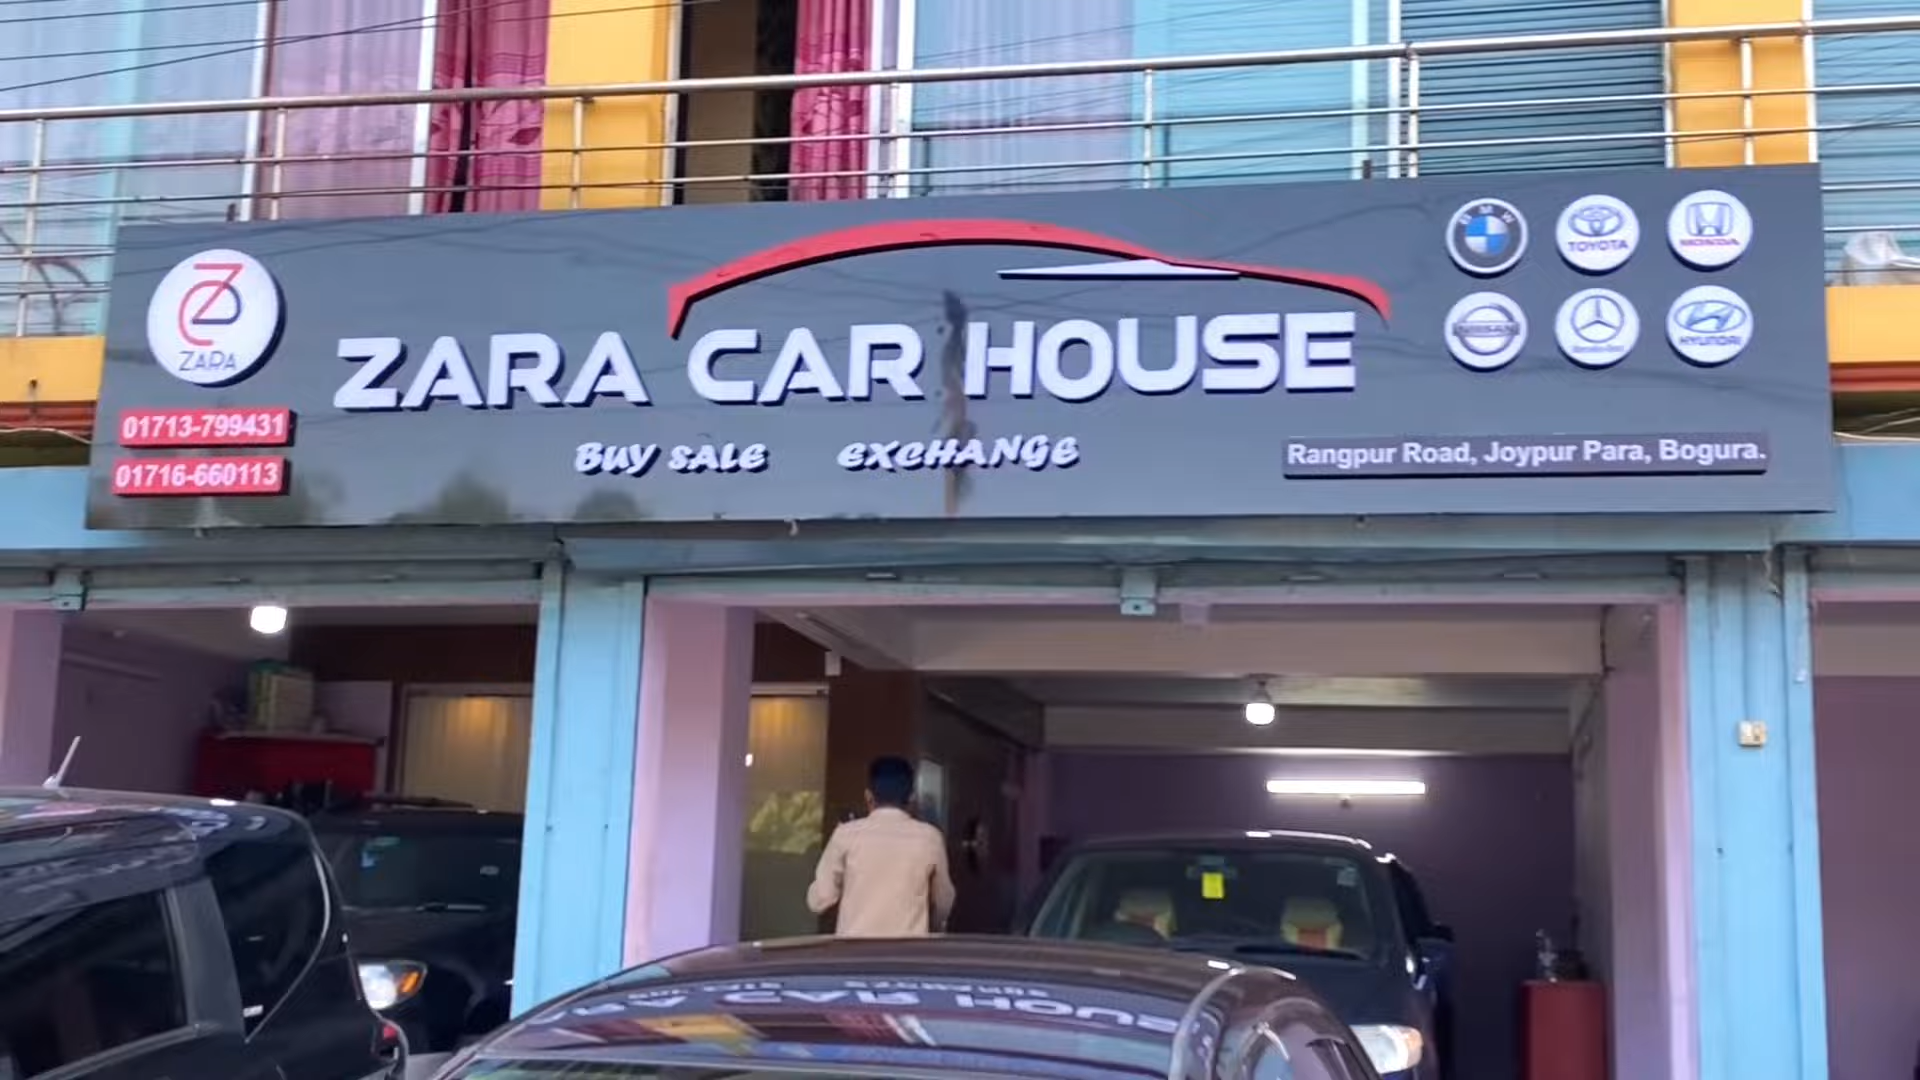 ZARA
01713-799431
01716-660113
ZARA CAR HOUSE
BUY SALE EXCHANGE
BMW
TOYOTA
HONDA
NISSAN
HYUNDAI
Rangpur Road, Joypur Para, Bogura.